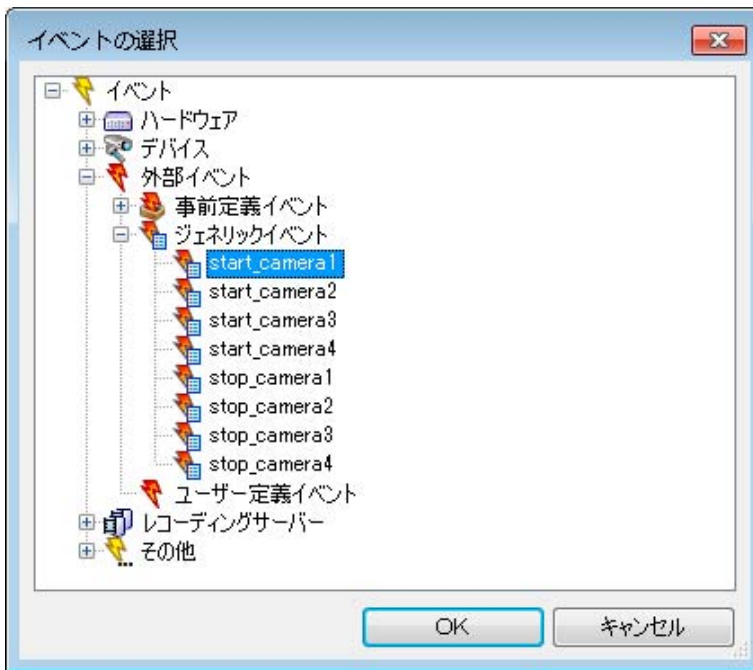 イベントの選択
イベント
ハードウェア
デバイス
外部イベント
事前定義イベント
ジェネリックイベント
start_camera1
start_camera2
start_camera3
start_camera4
stop_camera1
stop_camera2
stop_camera3
stop_camera4
ユーザー定義イベント
レコーディングサーバー
その他
OK キャンセル